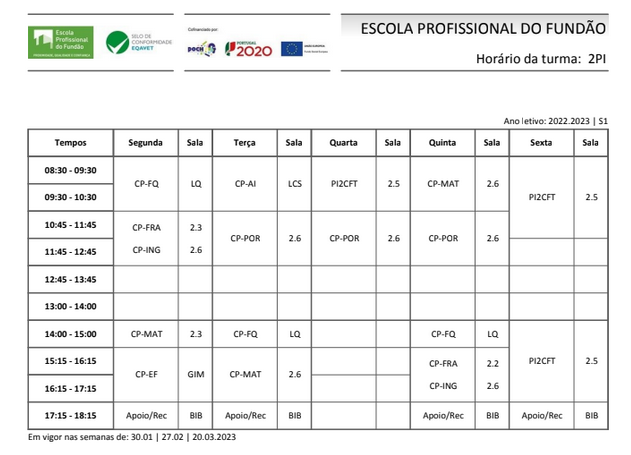 Escola
Profissional
do Fundão
SELO DE
CONFORMIDADE
EQAVET
Cofinanciado por:
poch
PORTUGAL
2020
UNIÃO EUROPEIA
Fundo Social Europeu
ESCOLA PROFISSIONAL DO FUNDÃO
Horário da turma: 2PI
Ano letivo: 2022.2023 | S1
Tempos Segunda Sala Terça Sala Quarta Sala Quinta Sala Sexta Sala
08:30 - 09:30
CP-FQ LQ CP-AI LCS PI2CFT 2.5 CP-MAT 2.6
09:30 - 10:30
PI2CFT 2.5
10:45 - 11:45
CP-FRA 2.3
CP-POR 2.6 CP-POR 2.6 CP-POR 2.6
CP-ING 2.6
11:45 - 12:45
12:45 - 13:45
13:00 - 14:00
14:00 - 15:00 CP-MAT 2.3 CP-FQ LQ CP-FQ LQ
15:15 - 16:15
CP-FRA 2.2
PI2CFT 2.5
CP-EF GIM CP-MAT 2.6
16:15 - 17:15
CP-ING 2.6
17:15 - 18:15 Apoio/Rec BIB Apoio/Rec BIB Apoio/Rec BIB Apoio/Rec BIB
Em vigor nas semanas de: 30.01 | 27.02 | 20.03.2023